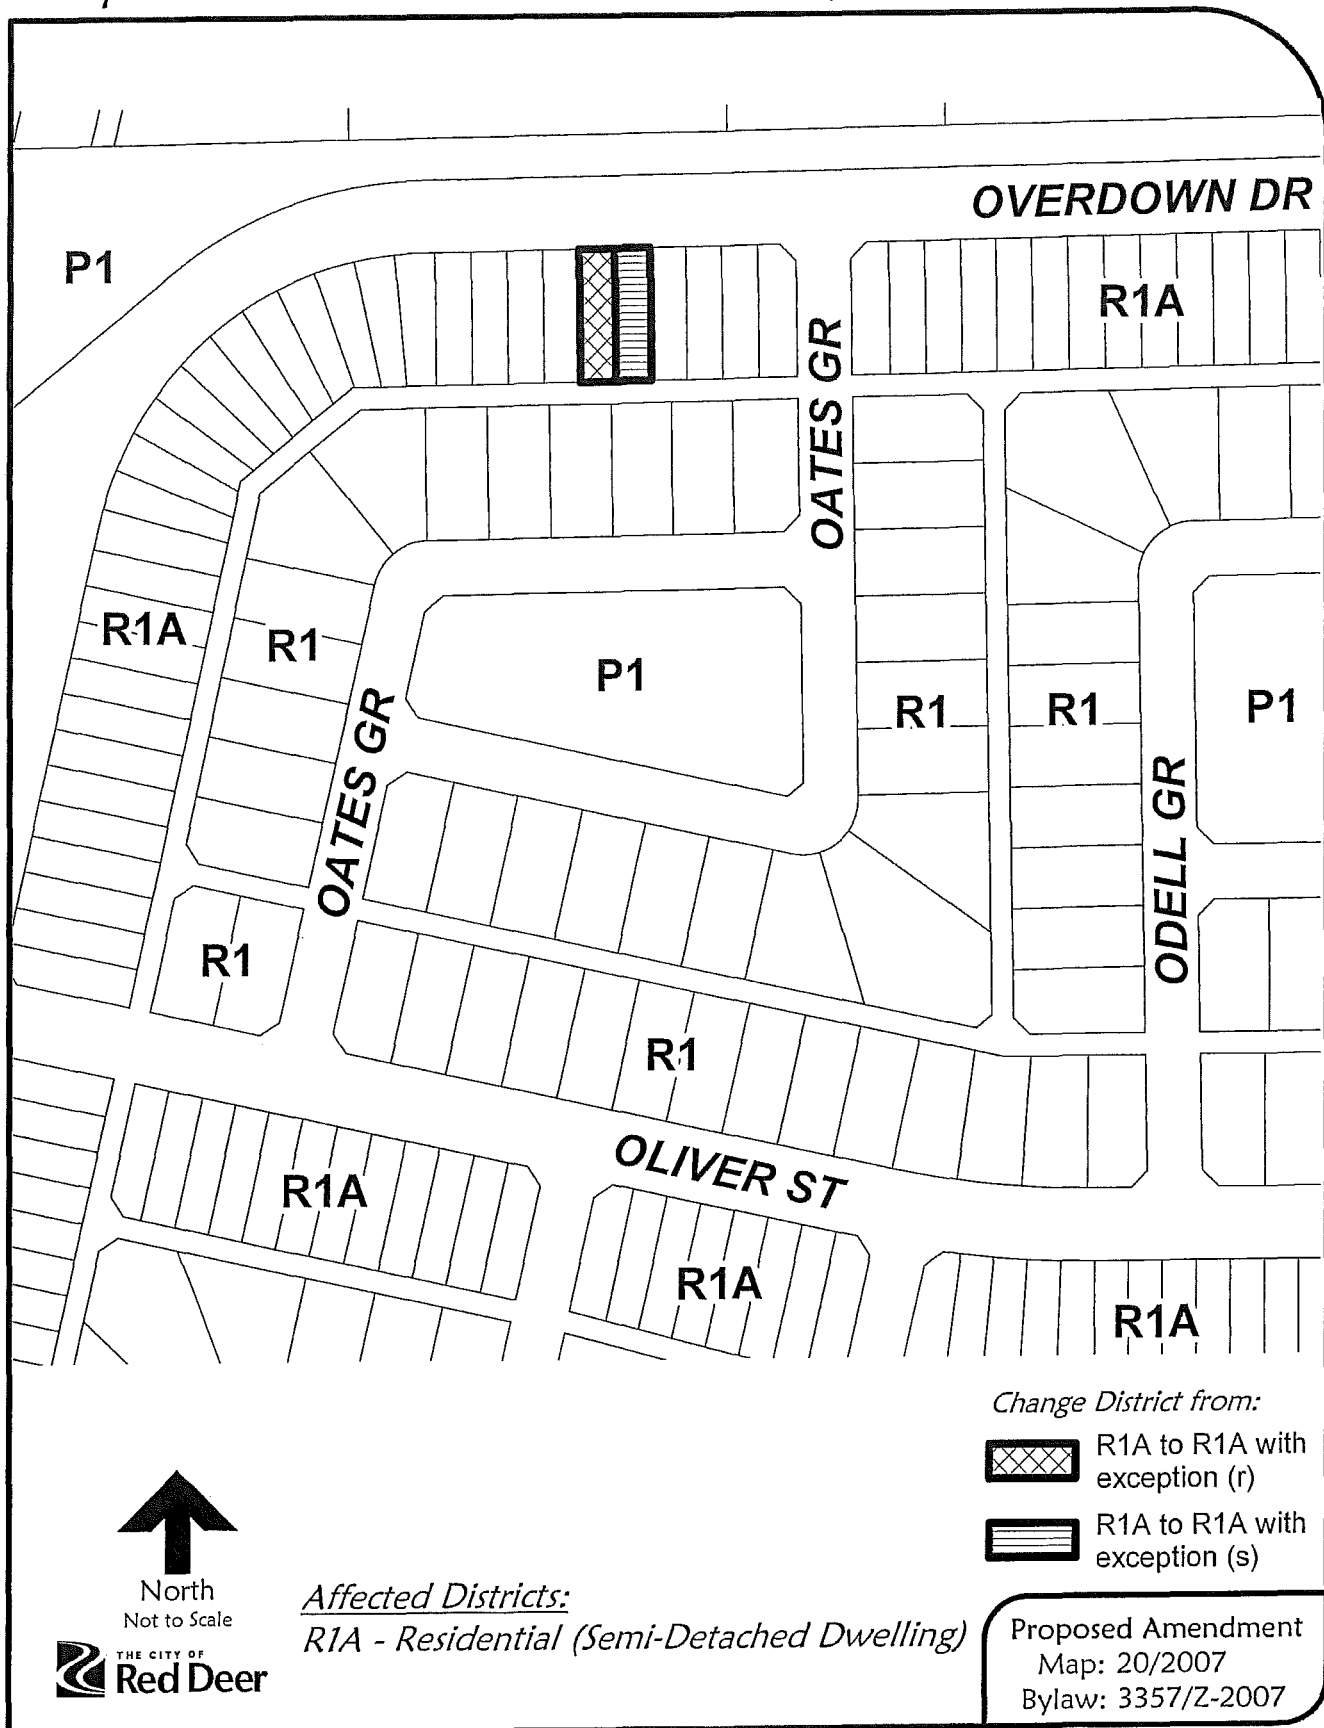 OVERDOWN DR
P1
R1A
OATES GR
R1A
R1
P1
R1
R1
P1
OATES GR
ODELL GR
R1
R1
OLIVER ST
R1A
R1A
R1A
Change District from:
R1A to R1A with
exception (r)
R1A to R1A with
exception (s)
North
Not to Scale
THE CITY OF
Red Deer
Affected Districts:
R1A - Residential (Semi-Detached Dwelling)
Proposed Amendment
Map: 20/2007
Bylaw: 3357/Z-2007